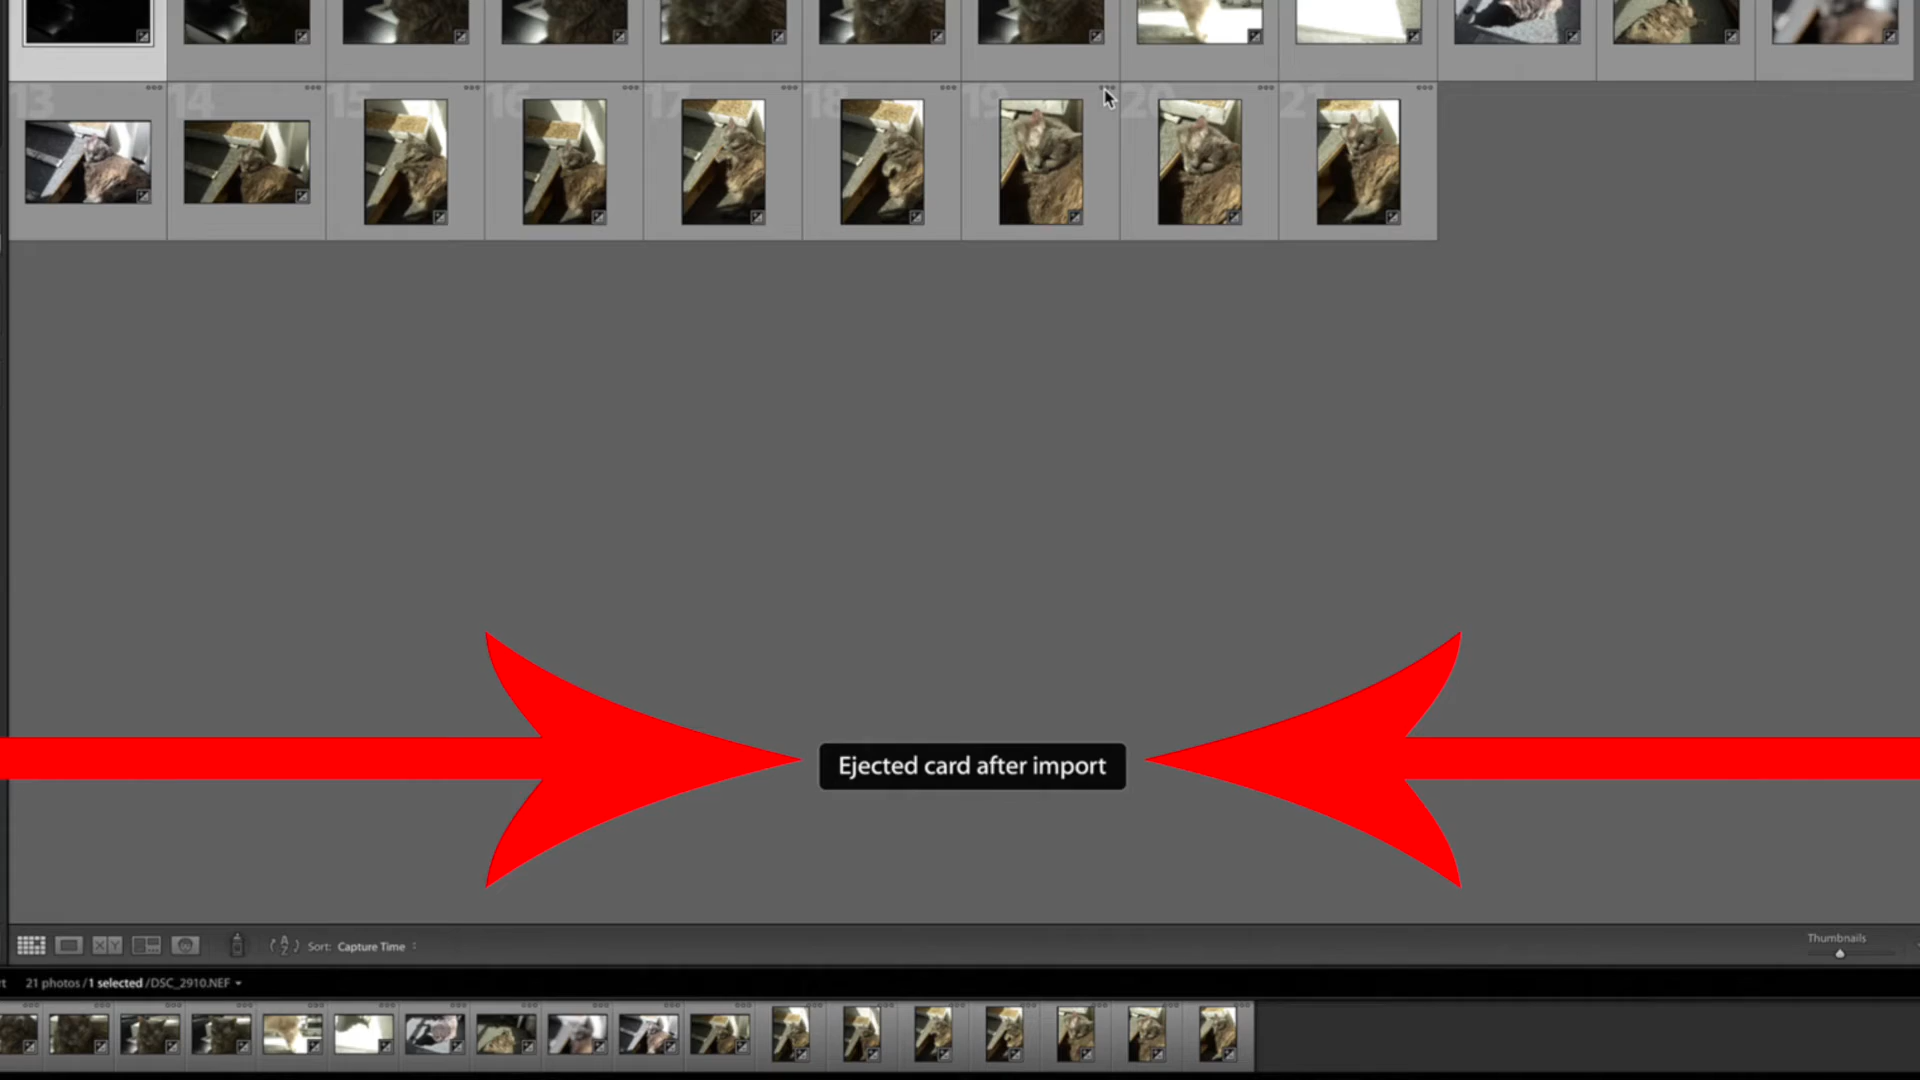 13 14 15 16 17 18 19 20 21
Ejected card after import
XY
Sort: Capture Time
Thumbnails
21 photos / 1 selected / DSC_2910.NEF